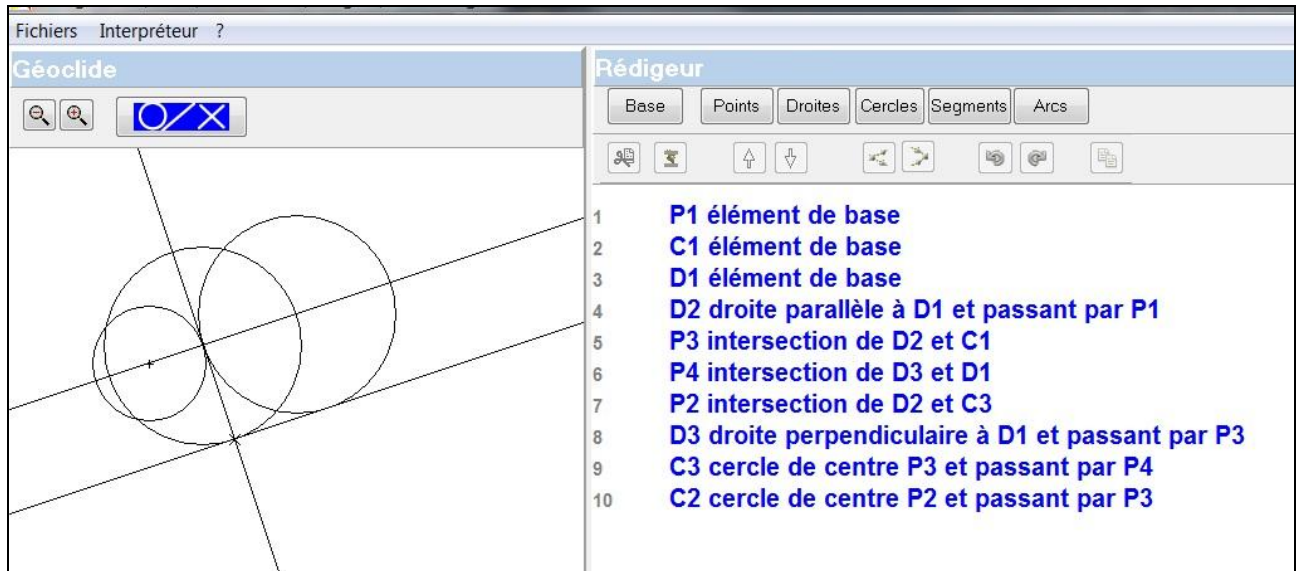 Fichiers Interpréteur ?
Géoclide
Rédigeur
Base Points Droites Cercles Segments Arcs
1 P1 élément de base
2 C1 élément de base
3 D1 élément de base
4 D2 droite parallèle à D1 et passant par P1
5 P3 intersection de D2 et C1
6 P4 intersection de D3 et D1
7 P2 intersection de D2 et C3
8 D3 droite perpendiculaire à D1 et passant par P3
9 C3 cercle de centre P3 et passant par P4
10 C2 cercle de centre P2 et passant par P3